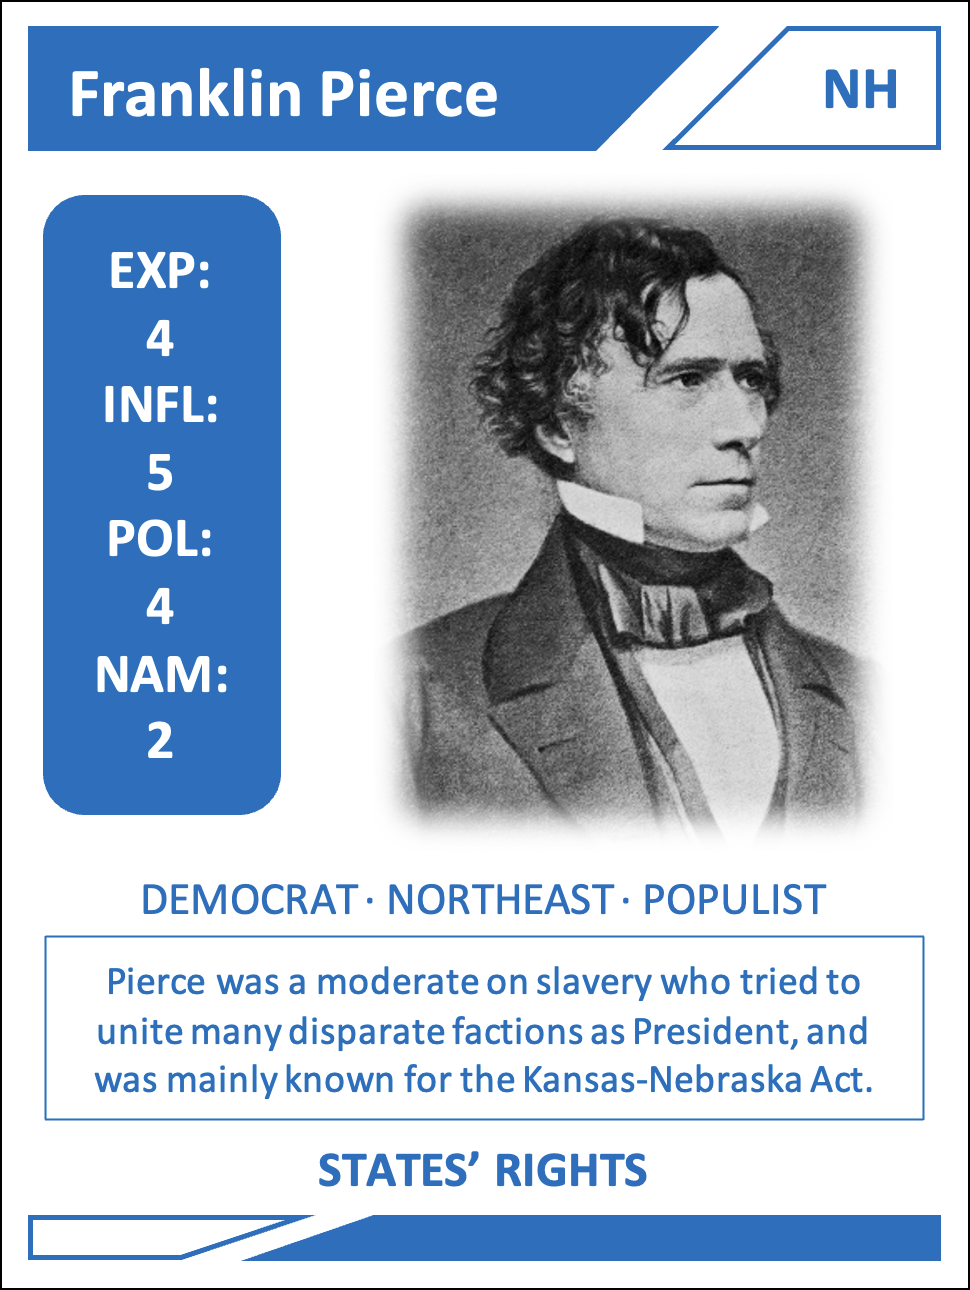 Franklin Pierce
NH
EXP:
4
INFL:
5
POL:
4
NAM:
2
DEMOCRAT · NORTHEAST · POPULIST
Pierce was a moderate on slavery who tried to
unite many disparate factions as President, and
was mainly known for the Kansas-Nebraska Act.
STATES’ RIGHTS